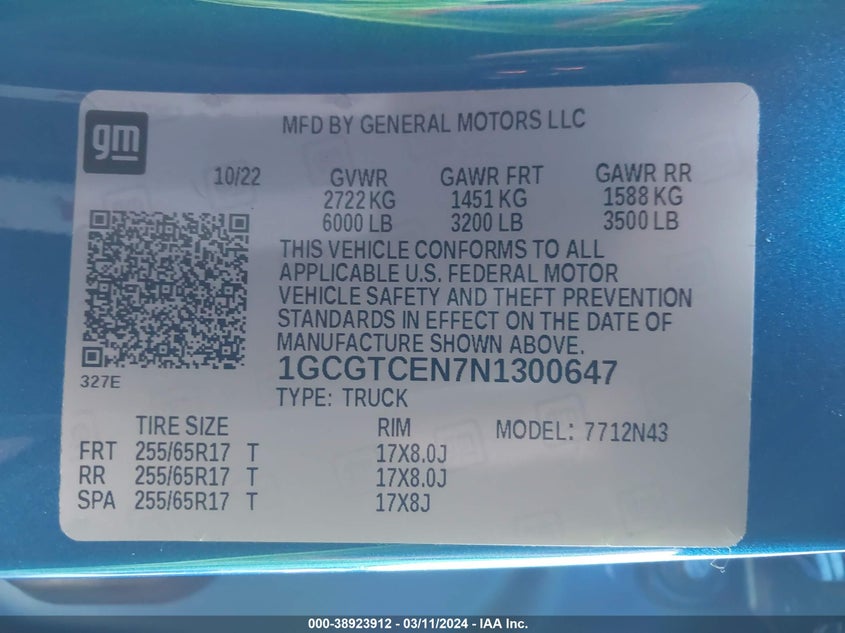 gm
MFD BY GENERAL MOTORS LLC
10/22 GVWR GAWR FRT GAWR RR
2722 KG 1451 KG 1588 KG
6000 LB 3200 LB 3500 LB
THIS VEHICLE CONFORMS TO ALL
APPLICABLE U.S. FEDERAL MOTOR
VEHICLE SAFETY AND THEFT PREVENTION
STANDARDS IN EFFECT ON THE DATE OF
MANUFACTURE SHOWN ABOVE.
327E
1GCGTCEN7N1300647
TYPE: TRUCK
TIRE SIZE RIM MODEL: 7712N43
FRT 255/65R17 T 17X8.0J
RR 255/65R17 T 17X8.0J
SPA 255/65R17 T 17X8J
000-38923912 - 03/11/2024 - IAA Inc.